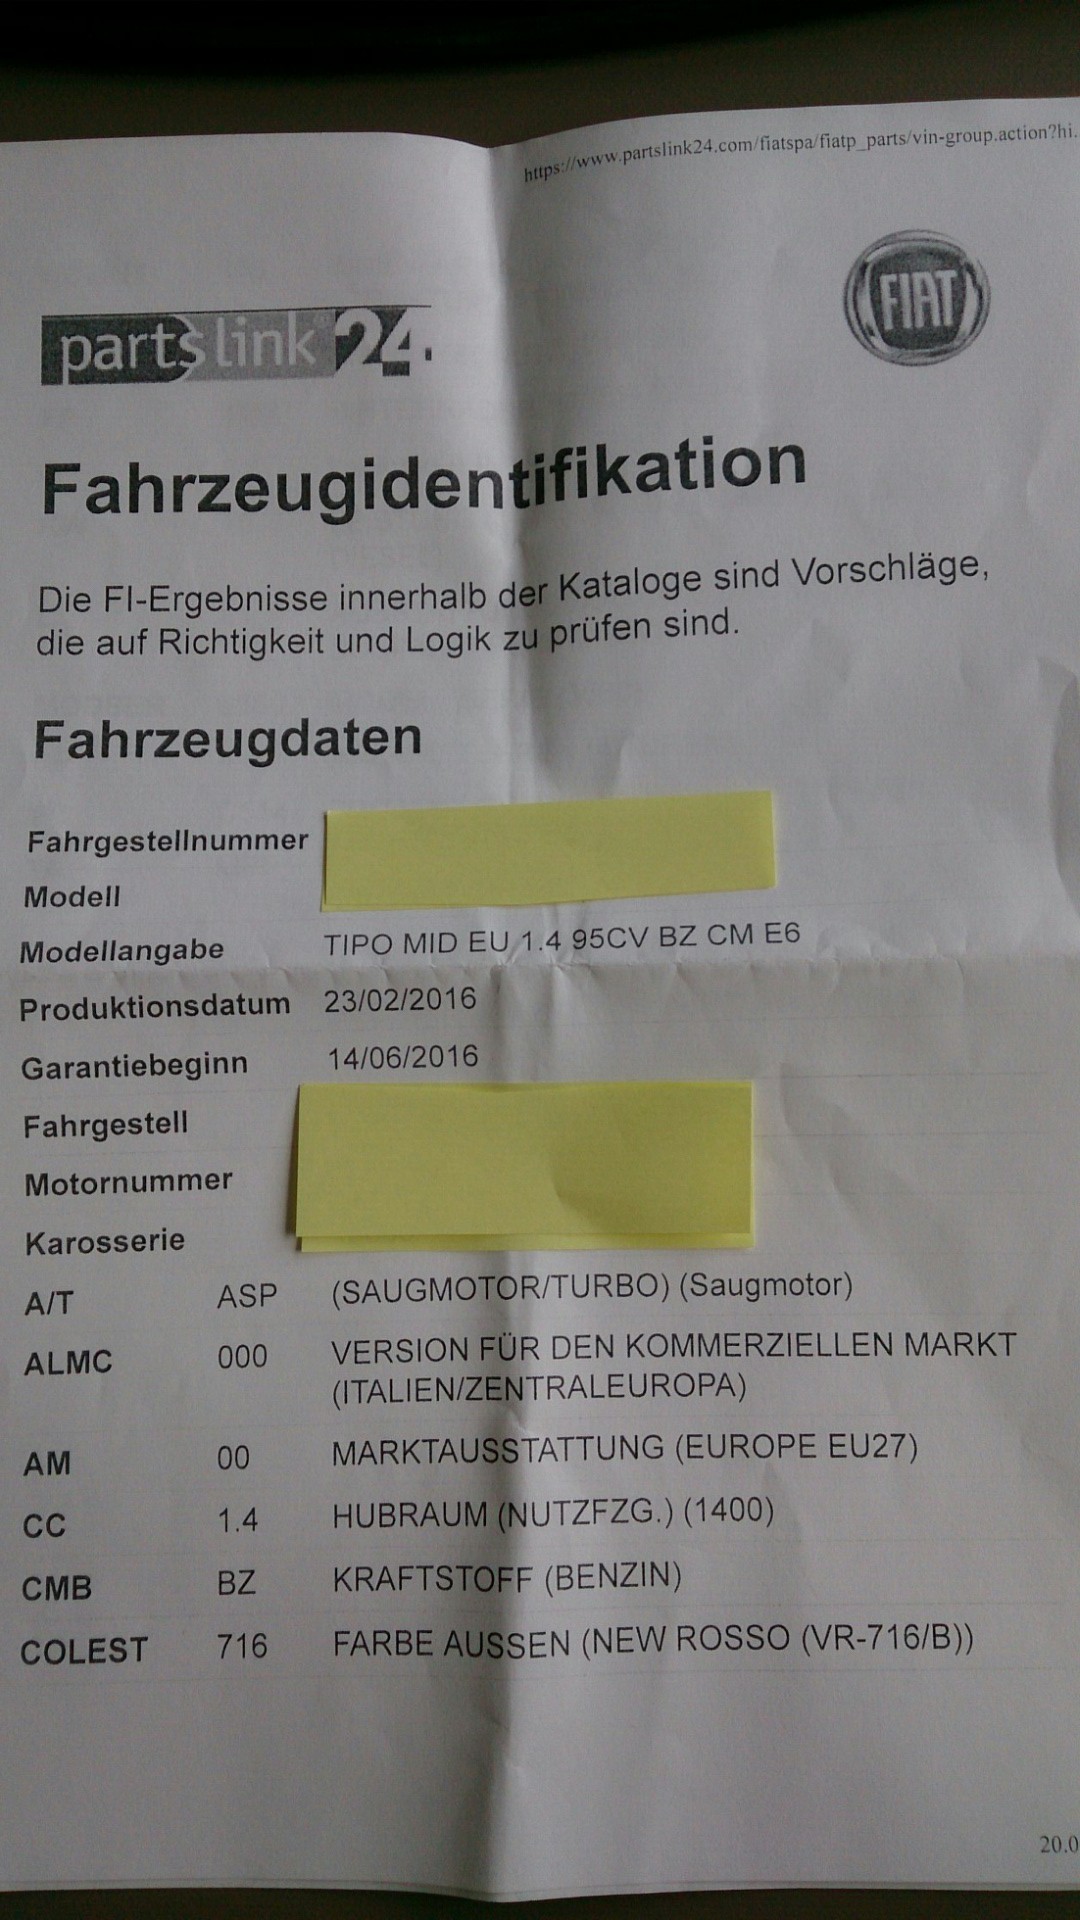 https://www.partslink24.com/fiatspa/fiatp_parts/vin-group.action?hi.
partslink24.
FIAT
Fahrzeugidentifikation
Die FI-Ergebnisse innerhalb der Kataloge sind Vorschläge,
die auf Richtigkeit und Logik zu prüfen sind.
Fahrzeugdaten
Fahrgestellnummer
Modell
Modellangabe TIPO MID EU 1.4 95CV BZ CM E6
Produktionsdatum 23/02/2016
Garantiebeginn 14/06/2016
Fahrgestell
Motornummer
Karosserie
A/T ASP (SAUGMOTOR/TURBO) (Saugmotor)
ALMC 000 VERSION FÜR DEN KOMMERZIELLEN MARKT
(ITALIEN/ZENTRALEUROPA)
AM 00 MARKTAUSSTATTUNG (EUROPE EU27)
CC 1.4 HUBRAUM (NUTZFZG.) (1400)
CMB BZ KRAFTSTOFF (BENZIN)
COLEST 716 FARBE AUSSEN (NEW ROSSO (VR-716/B))
20.0